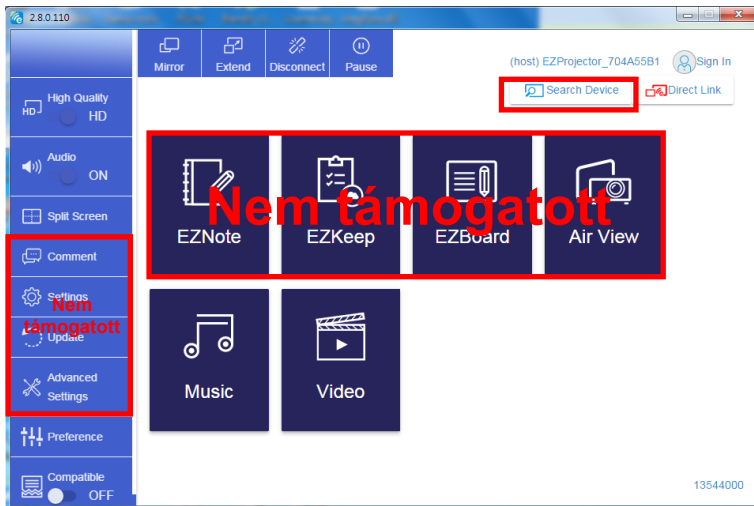 2.8.0.110
Mirror
Extend
Disconnect
Pause
(host) EZProjector_704A55B1
Sign In
Search Device
Direct Link
High Quality
HD
HD
Audio
ON
Split Screen
Comment
Settings
Update
Nem
támogatott
Advanced
Settings
Preference
Compatible
OFF
Nem támogatott
EZNote
EZKeep
EZBoard
Air View
Music
Video
13544000